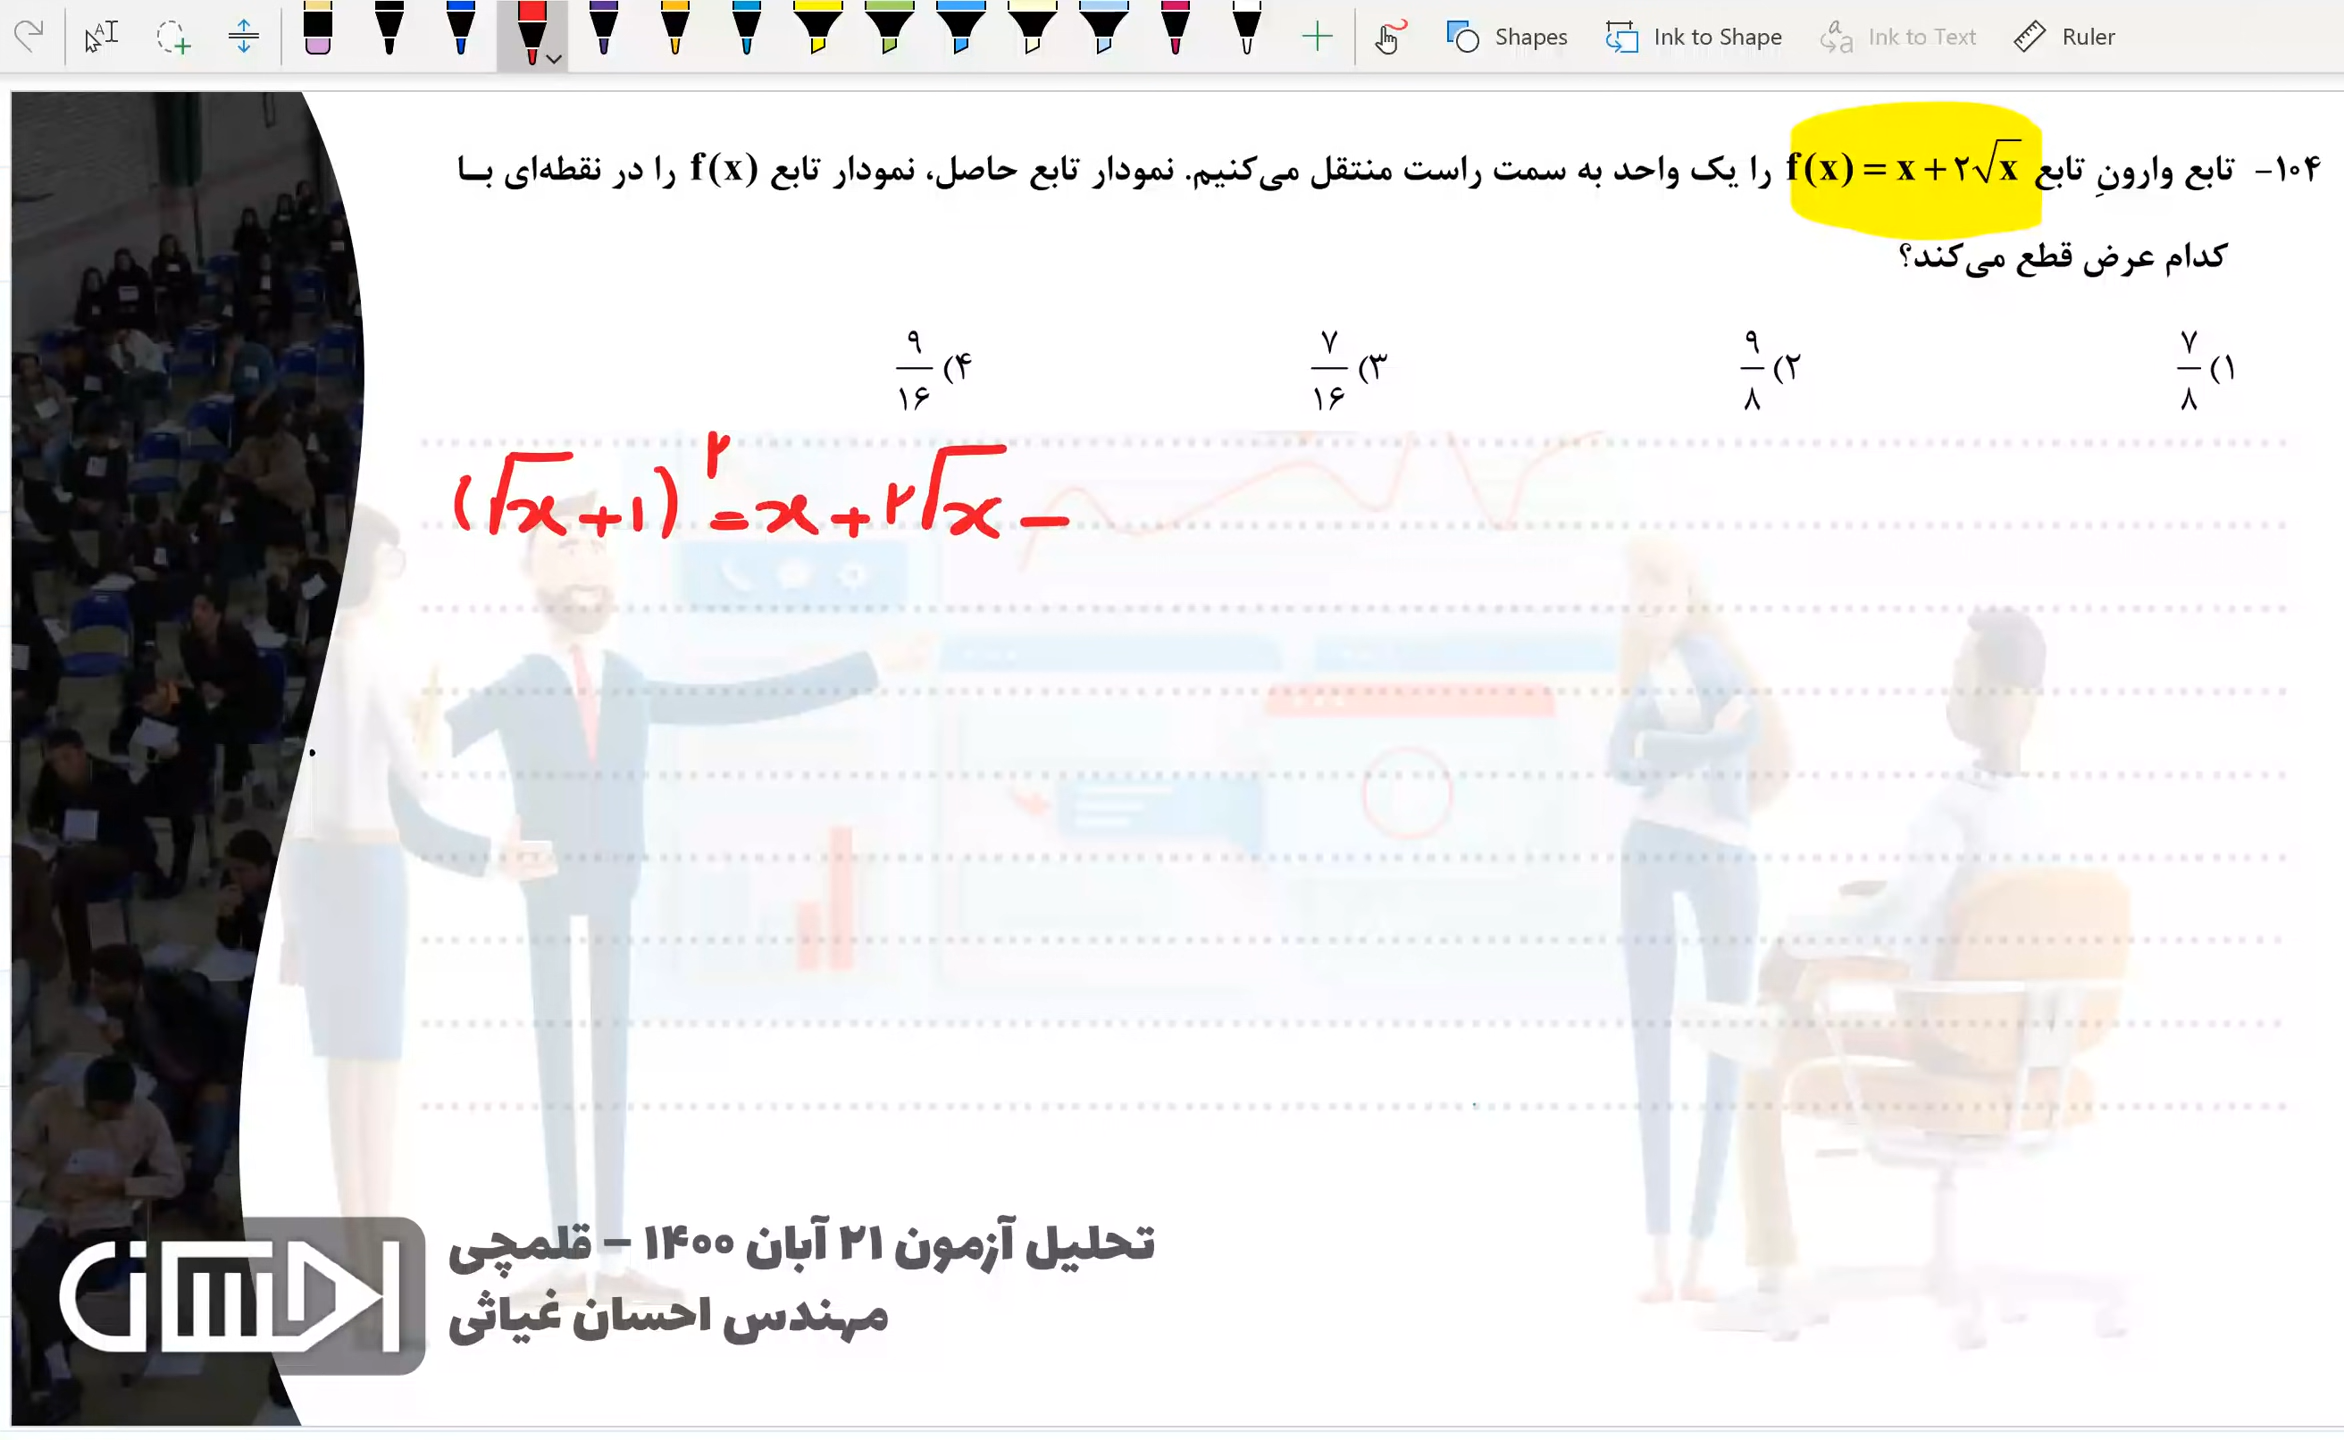 Shapes Ink to Shape Ink to Text Ruler
۱۰۴- تابع وارونِ تابع f(x) = x + ۲√x را یک واحد به سمت راست منتقل می‌کنیم. نمودار تابع حاصل، نمودار تابع f(x) را در نقطه‌ای بـا
کدام عرض قطع می‌کند؟
۱) ۷/۸ ۲) ۹/۸ ۳) ۷/۱۶ ۴) ۹/۱۶
(√x + 1)^۲ = x + ۲√x –
تحلیل آزمون ۲۱ آبان ۱۴۰۰ – قلمچی
مهندس احسان غیاثی